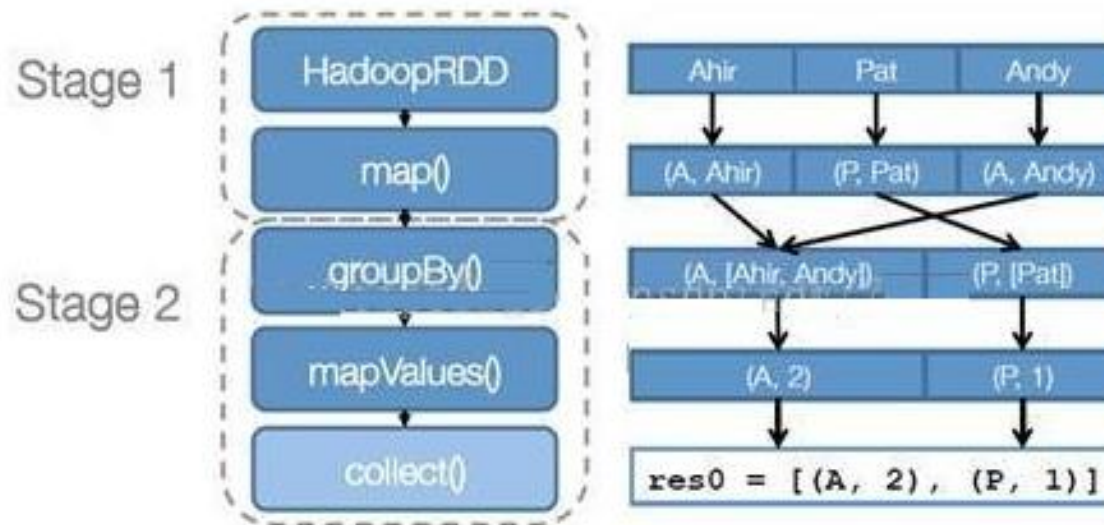 Stage 1
HadoopRDD
map()
Stage 2
groupBy()
mapValues()
collect()
Ahir Pat Andy
(A, Ahir) (P, Pat) (A, Andy)
(A, [Ahir, Andy]) (P, [Pat])
(A, 2) (P, 1)
res0 = [(A, 2), (P, 1)]